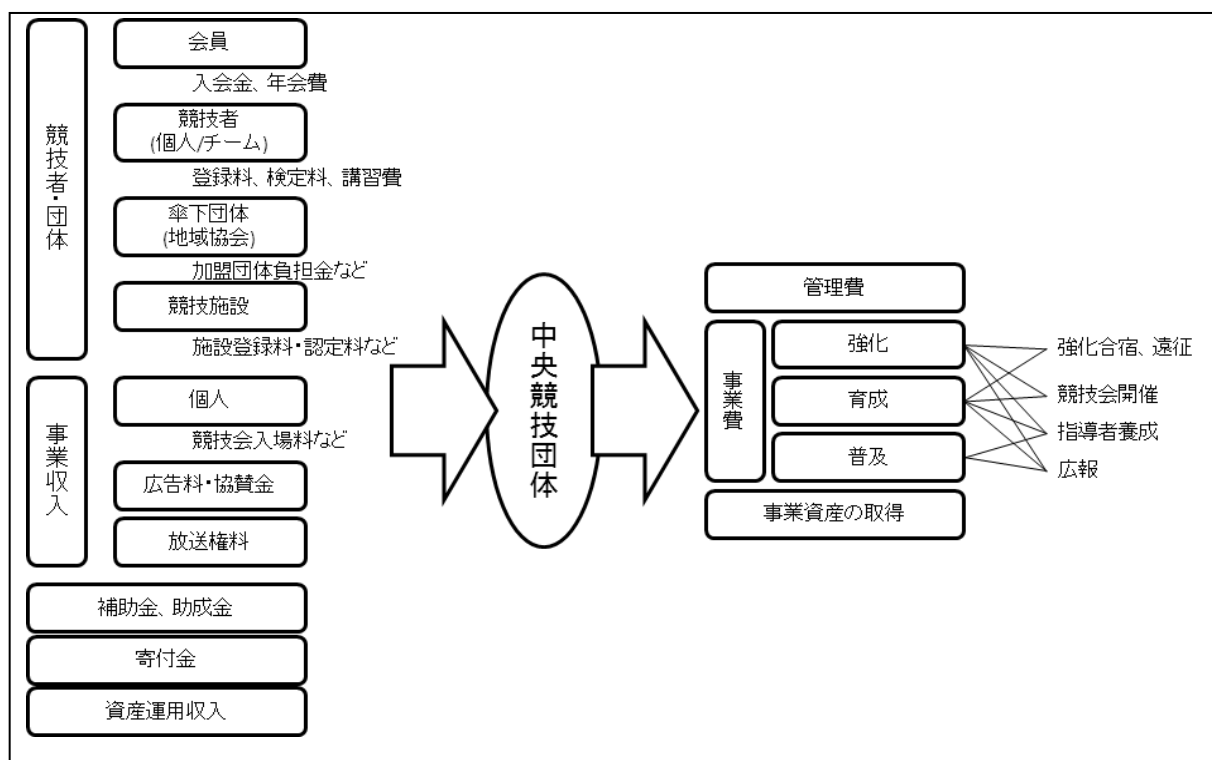 競技者・団体
会員
入会金、年会費
競技者
(個人/チーム)
登録料、検定料、講習費
傘下団体
(地域協会)
加盟団体負担金など
競技施設
施設登録料・認定料など
事業収入
個人
競技会入場料など
広告料・協賛金
放送権料
補助金、助成金
寄付金
資産運用収入
中央競技団体
管理費
事業費
強化
育成
普及
事業資産の取得
強化合宿、遠征
競技会開催
指導者養成
広報